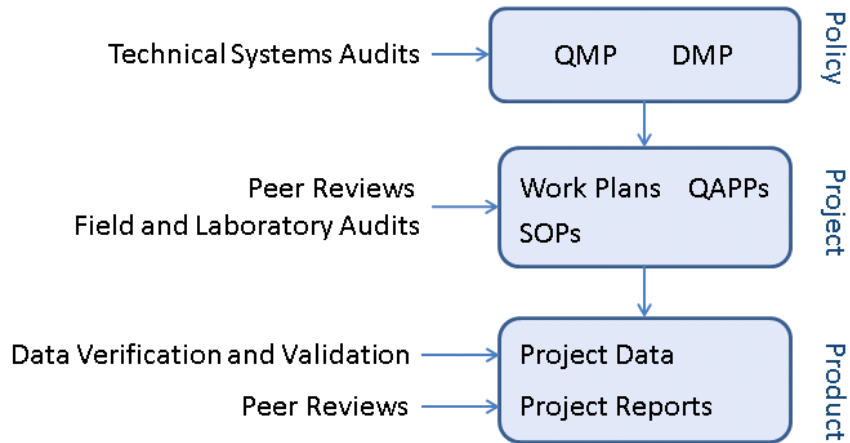 Technical Systems Audits
QMP DMP
Policy
Peer Reviews
Field and Laboratory Audits
Work Plans QAPPs
SOPs
Project
Data Verification and Validation
Project Data
Peer Reviews
Project Reports
Product